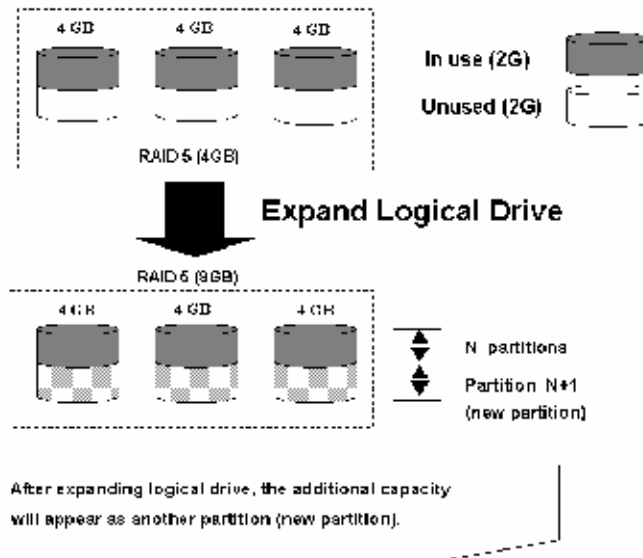 4 GB 4 GB 4 GB
In use (2G)
Unused (2G)
RAID 5 (4GB)
Expand Logical Drive
RAID 5 (8GB)
4 GB 4 GB 4 GB
N partitions
Partition N+1
(new partition)
After expanding logical drive, the additional capacity
will appear as another partition (new partition).